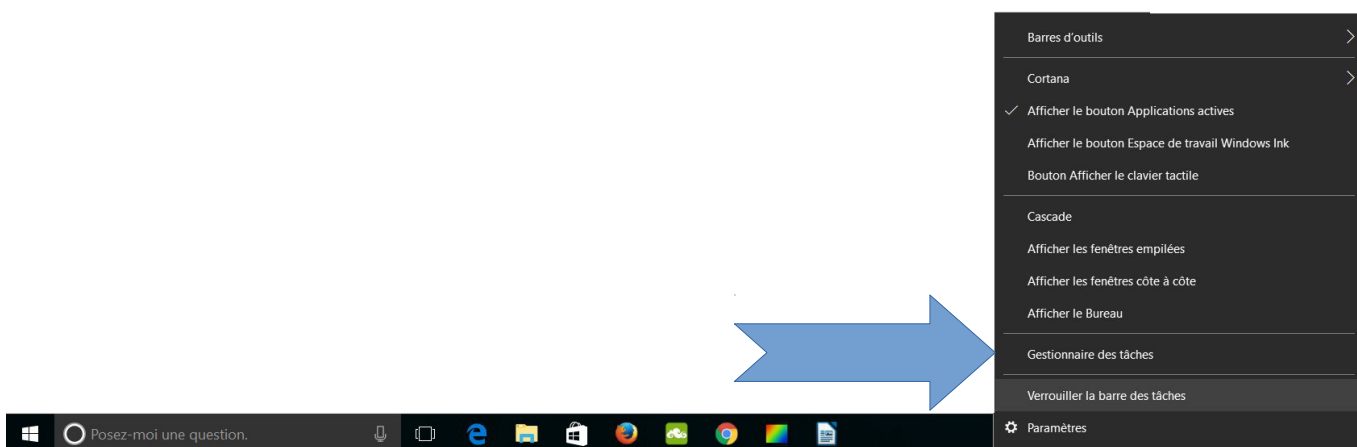 Barres d'outils
Cortana
Afficher le bouton Applications actives
Afficher le bouton Espace de travail Windows Ink
Bouton Afficher le clavier tactile
Cascade
Afficher les fenêtres empilées
Afficher les fenêtres côte à côte
Afficher le Bureau
Gestionnaire des tâches
Verrouiller la barre des tâches
Paramètres
Posez-moi une question.